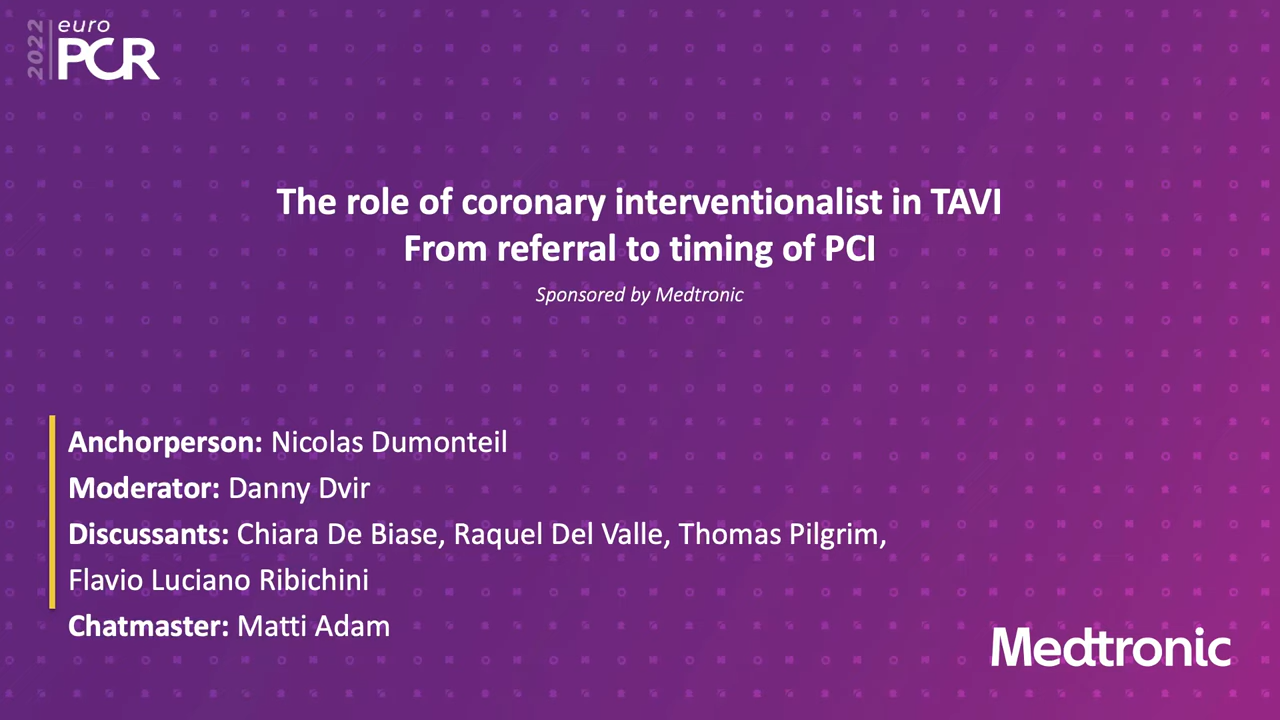 2022
euro
PCR
The role of coronary interventionalist in TAVI
From referral to timing of PCI
Sponsored by Medtronic
Anchorperson: Nicolas Dumonteil
Moderator: Danny Dvir
Discussants: Chiara De Biase, Raquel Del Valle, Thomas Pilgrim,
Flavio Luciano Ribichini
Chatmaster: Matti Adam
Medtronic